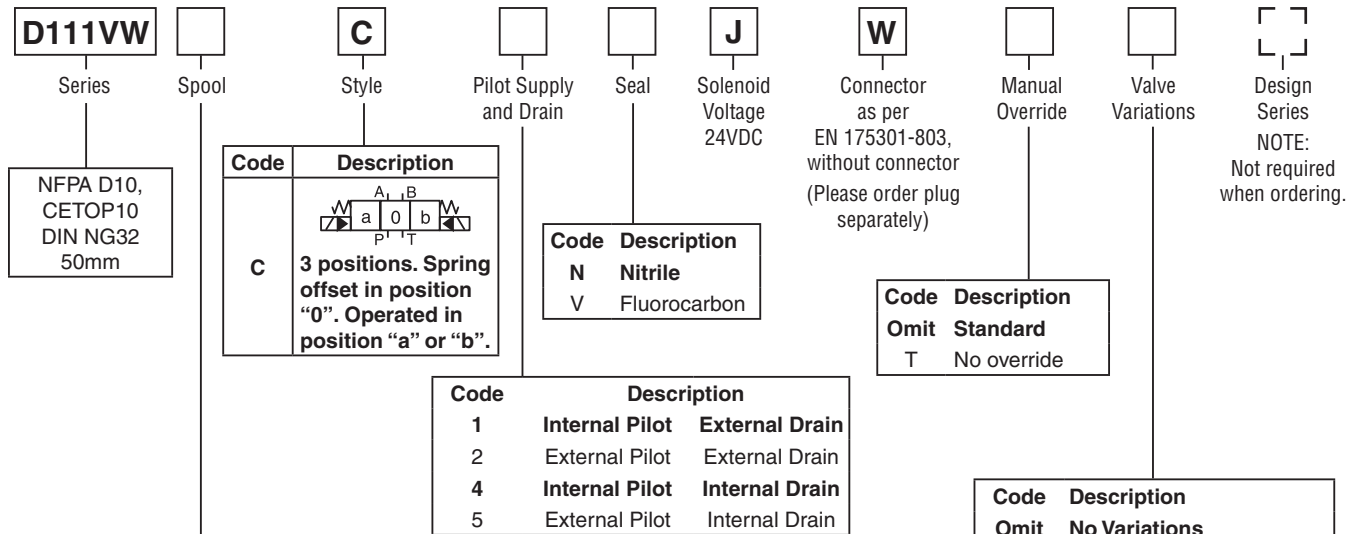 D111VW C J W
Series
Spool
Style
Pilot Supply
and Drain
Seal
Solenoid
Voltage
24VDC
Connector
as per
EN 175301-803,
without connector
(Please order plug
separately)
Manual
Override
Valve
Variations
Design
Series
NOTE:
Not required
when ordering.
NFPA D10,
CETOP10
DIN NG32
50mm
Code Description
A B
a 0 b
P T
C
3 positions. Spring
offset in position
“0”. Operated in
position “a” or “b”.
Code Description
N Nitrile
V Fluorocarbon
Code Description
Omit Standard
T No override
Code Description
1 Internal Pilot External Drain
2 External Pilot External Drain
4 Internal Pilot Internal Drain
5 External Pilot Internal Drain
Code Description
Omit No Variations